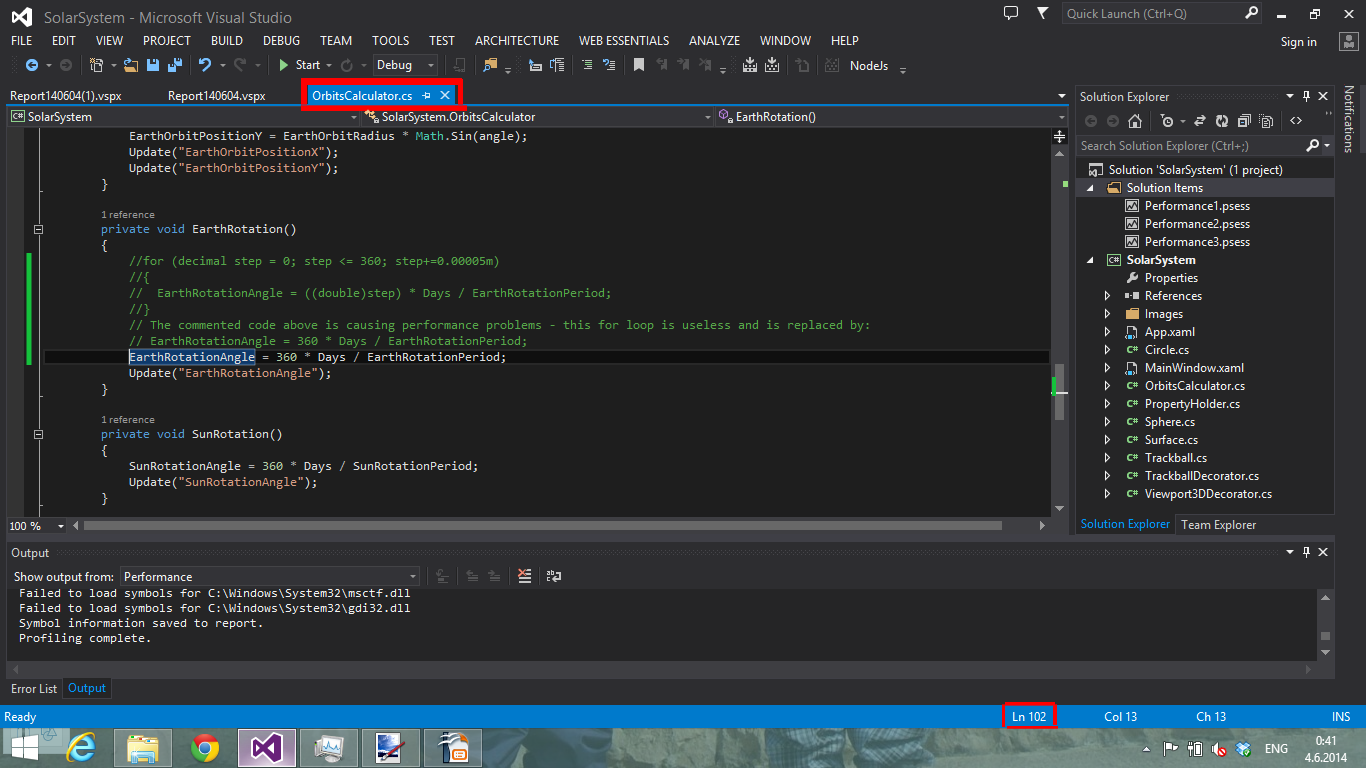 SolarSystem - Microsoft Visual Studio
Quick Launch (Ctrl+Q)
FILE EDIT VIEW PROJECT BUILD DEBUG TEAM TOOLS TEST ARCHITECTURE WEB ESSENTIALS ANALYZE WINDOW HELP
Sign in
Start Debug NodeJs
Report140604(1).vspx Report140604.vspx OrbitsCalculator.cs
SolarSystem SolarSystem.OrbitsCalculator EarthRotation()
EarthOrbitPositionY = EarthOrbitRadius * Math.Sin(angle);
Update("EarthOrbitPositionX");
Update("EarthOrbitPositionY");
}
1 reference
private void EarthRotation()
{
//for (decimal step = 0; step <= 360; step+=0.00005m)
//{
//  EarthRotationAngle = ((double)step) * Days / EarthRotationPeriod;
//}
// The commented code above is causing performance problems - this for loop is useless and is replaced by:
// EarthRotationAngle = 360 * Days / EarthRotationPeriod;
EarthRotationAngle = 360 * Days / EarthRotationPeriod;
Update("EarthRotationAngle");
}
1 reference
private void SunRotation()
{
SunRotationAngle = 360 * Days / SunRotationPeriod;
Update("SunRotationAngle");
}
100 %
Solution Explorer
Search Solution Explorer (Ctrl+;)
Solution 'SolarSystem' (1 project)
Solution Items
Performance1.psess
Performance2.psess
Performance3.psess
C# SolarSystem
Properties
References
Images
App.xaml
C# Circle.cs
MainWindow.xaml
C# OrbitsCalculator.cs
C# PropertyHolder.cs
C# Sphere.cs
C# Surface.cs
C# Trackball.cs
C# TrackballDecorator.cs
C# Viewport3DDecorator.cs
Solution Explorer Team Explorer
Notifications
Output
Show output from: Performance
Failed to load symbols for C:\Windows\System32\msctf.dll
Failed to load symbols for C:\Windows\System32\gdi32.dll
Symbol information saved to report.
Profiling complete.
Error List Output
Ready Ln 102 Col 13 Ch 13 INS
ENG
0:41
4.6.2014